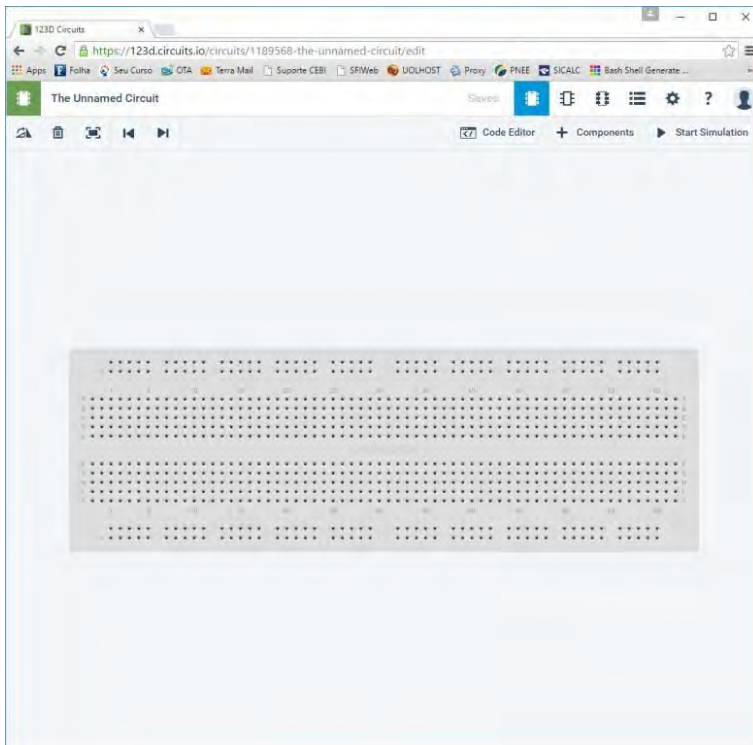 123D Circuits
https://123d.circuits.io/circuits/1189568-the-unnamed-circuit/edit
Apps Folha Seu Curso OTA Terra Mail Suporte CEBI SFIWeb UOLHOST Proxy PNEE SICALC Bash Shell Generate ...
The Unnamed Circuit Saved ?
Code Editor Components Start Simulation